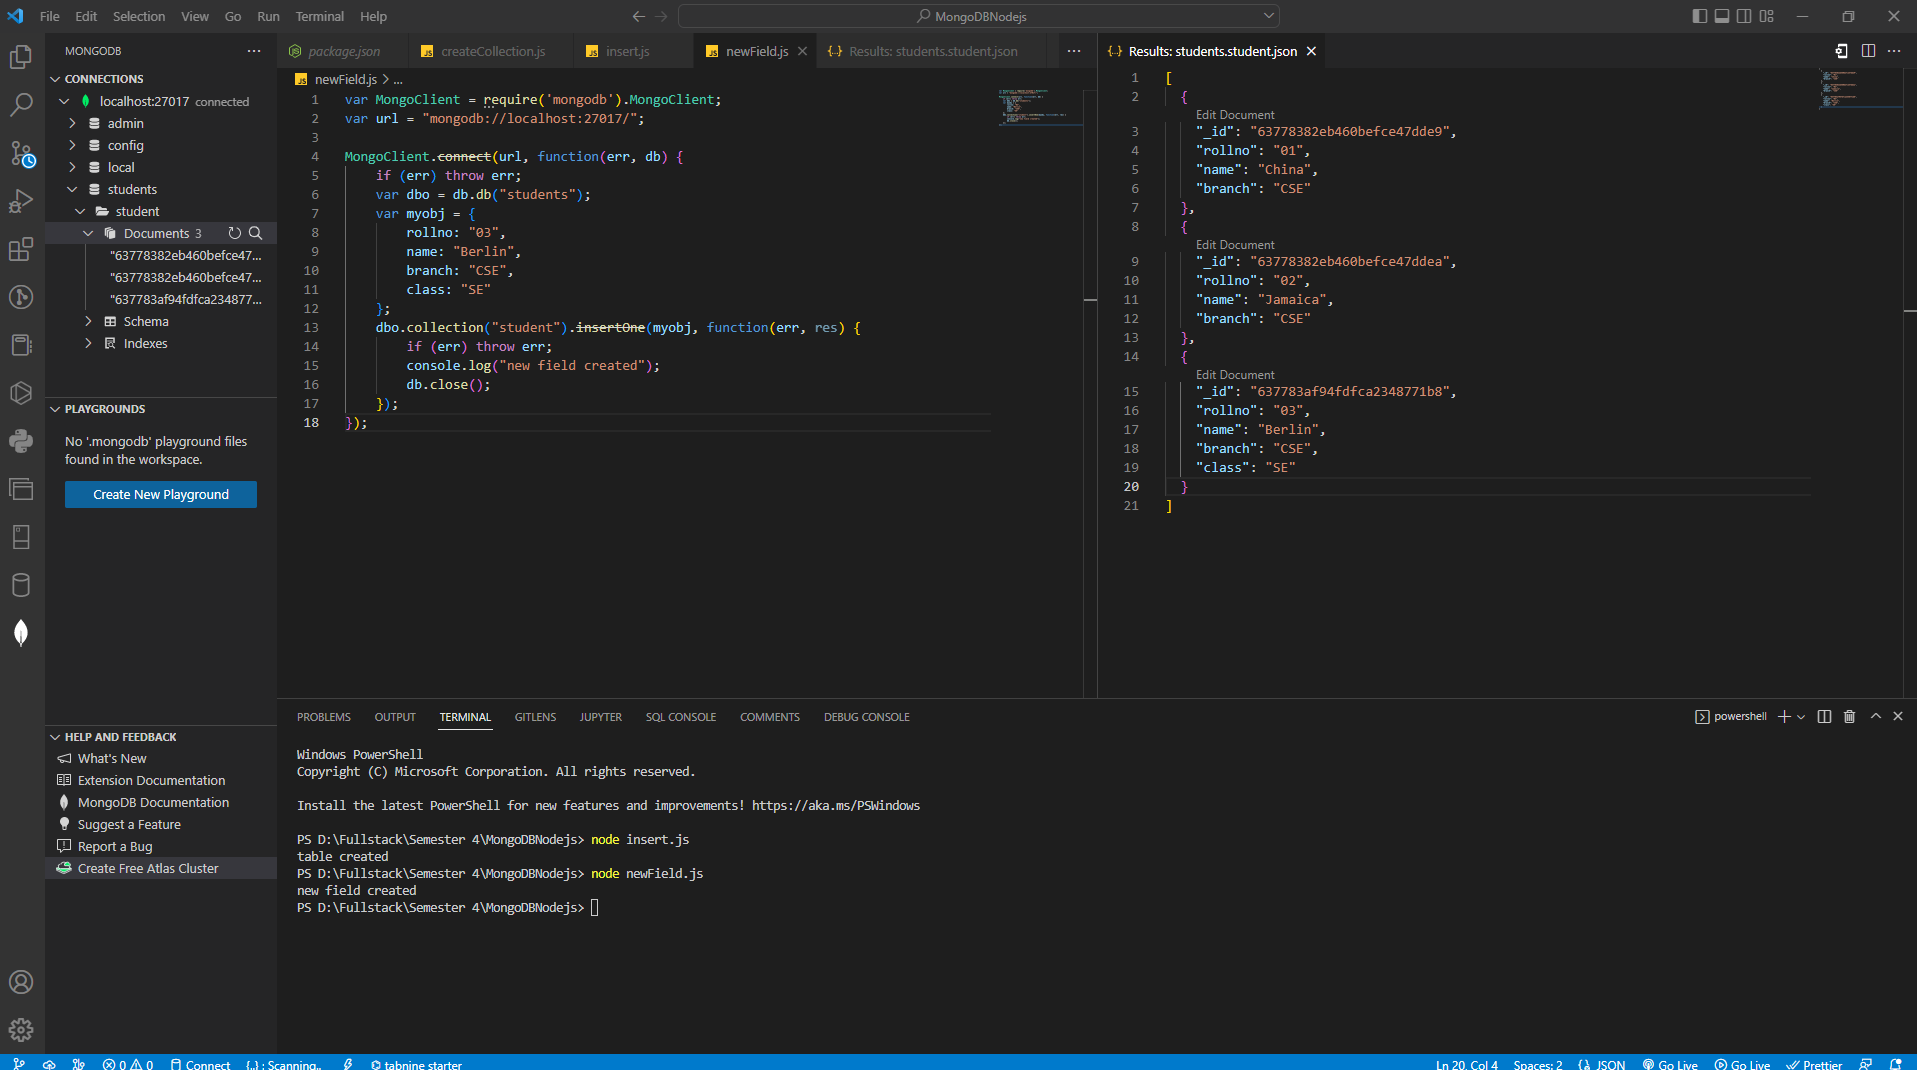 File Edit Selection View Go Run Terminal Help
MongoDBNodejs
MONGODB
CONNECTIONS
localhost:27017 connected
admin
config
local
students
student
Documents 3
"63778382eb460befce47...
"63778382eb460befce47...
"637783af94fdfca234877...
Schema
Indexes
PLAYGROUNDS
No '.mongodb' playground files
found in the workspace.
Create New Playground
HELP AND FEEDBACK
What's New
Extension Documentation
MongoDB Documentation
Suggest a Feature
Report a Bug
Create Free Atlas Cluster
package.json createCollection.js insert.js newField.js Results: students.student.json
newField.js > ...
1 var MongoClient = require('mongodb').MongoClient;
2 var url = "mongodb://localhost:27017/";
3
4 MongoClient.connect(url, function(err, db) {
5 if (err) throw err;
6 var dbo = db.db("students");
7 var myobj = {
8 rollno: "03",
9 name: "Berlin",
10 branch: "CSE",
11 class: "SE"
12 };
13 dbo.collection("student").insertOne(myobj, function(err, res) {
14 if (err) throw err;
15 console.log("new field created");
16 db.close();
17 });
18 });
Results: students.student.json
1 [
2 {
Edit Document
3 "_id": "63778382eb460befce47dde9",
4 "rollno": "01",
5 "name": "China",
6 "branch": "CSE"
7 },
8 {
Edit Document
9 "_id": "63778382eb460befce47ddea",
10 "rollno": "02",
11 "name": "Jamaica",
12 "branch": "CSE"
13 },
14 {
Edit Document
15 "_id": "637783af94fdfca2348771b8",
16 "rollno": "03",
17 "name": "Berlin",
18 "branch": "CSE",
19 "class": "SE"
20 }
21 ]
PROBLEMS OUTPUT TERMINAL GITLENS JUPYTER SQL CONSOLE COMMENTS DEBUG CONSOLE
powershell
Windows PowerShell
Copyright (C) Microsoft Corporation. All rights reserved.
Install the latest PowerShell for new features and improvements! https://aka.ms/PSWindows
PS D:\Fullstack\Semester 4\MongoDBNodejs> node insert.js
table created
PS D:\Fullstack\Semester 4\MongoDBNodejs> node newField.js
new field created
PS D:\Fullstack\Semester 4\MongoDBNodejs>
0 0 Connect {..} : Scanning.. tabnine starter Ln 20, Col 4 Spaces: 2 {} JSON Go Live Go Live Prettier